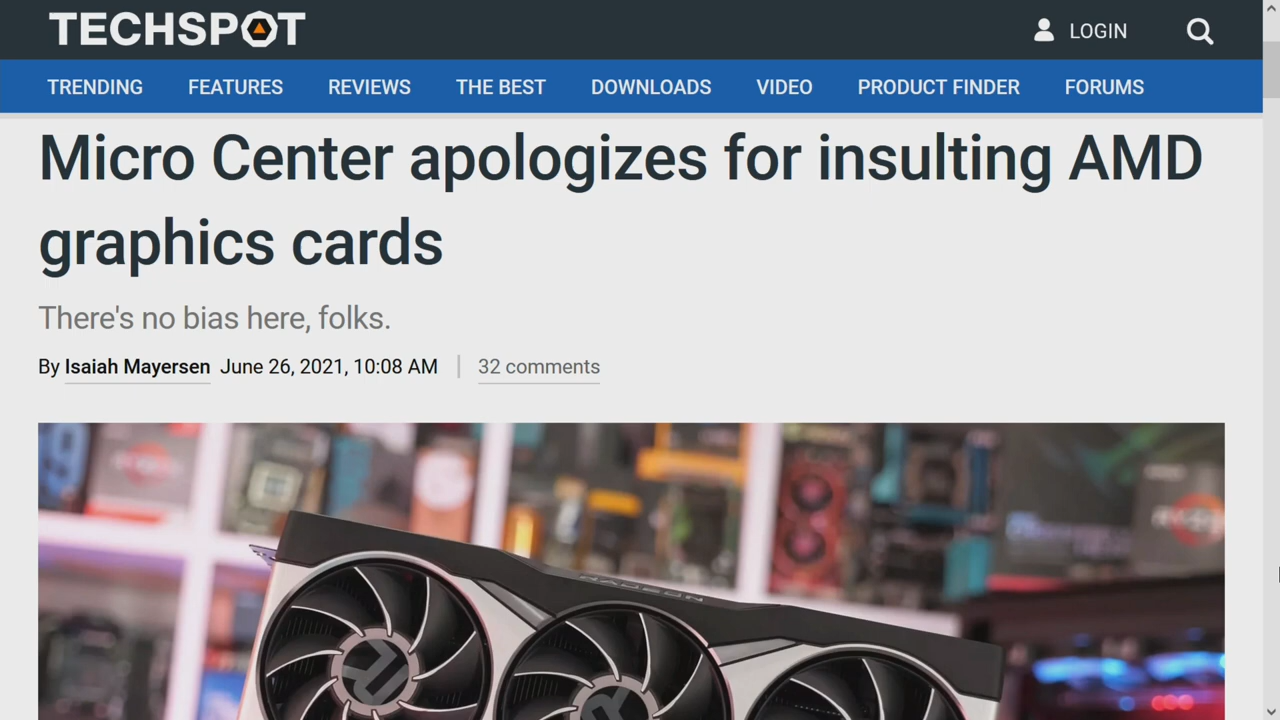 TECHSPOT
LOGIN
TRENDING FEATURES REVIEWS THE BEST DOWNLOADS VIDEO PRODUCT FINDER FORUMS
Micro Center apologizes for insulting AMD
graphics cards
There's no bias here, folks.
By Isaiah Mayersen June 26, 2021, 10:08 AM 32 comments
RADEON